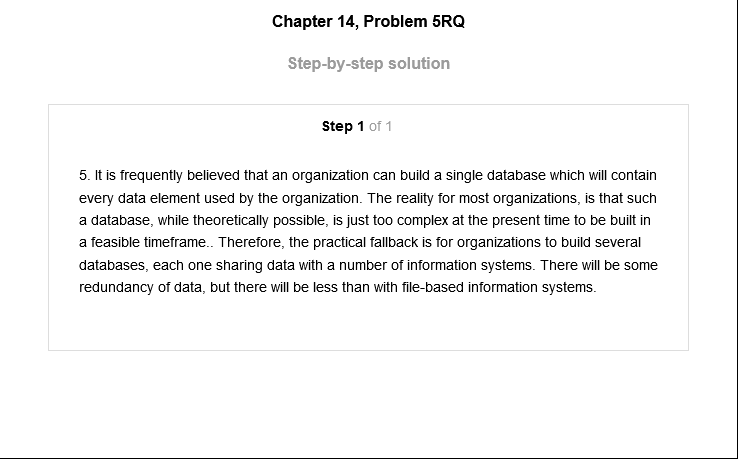 Chapter 14, Problem 5RQ
Step-by-step solution
Step 1 of 1
5. It is frequently believed that an organization can build a single database which will contain
every data element used by the organization. The reality for most organizations, is that such
a database, while theoretically possible, is just too complex at the present time to be built in
a feasible timeframe.. Therefore, the practical fallback is for organizations to build several
databases, each one sharing data with a number of information systems. There will be some
redundancy of data, but there will be less than with file-based information systems.